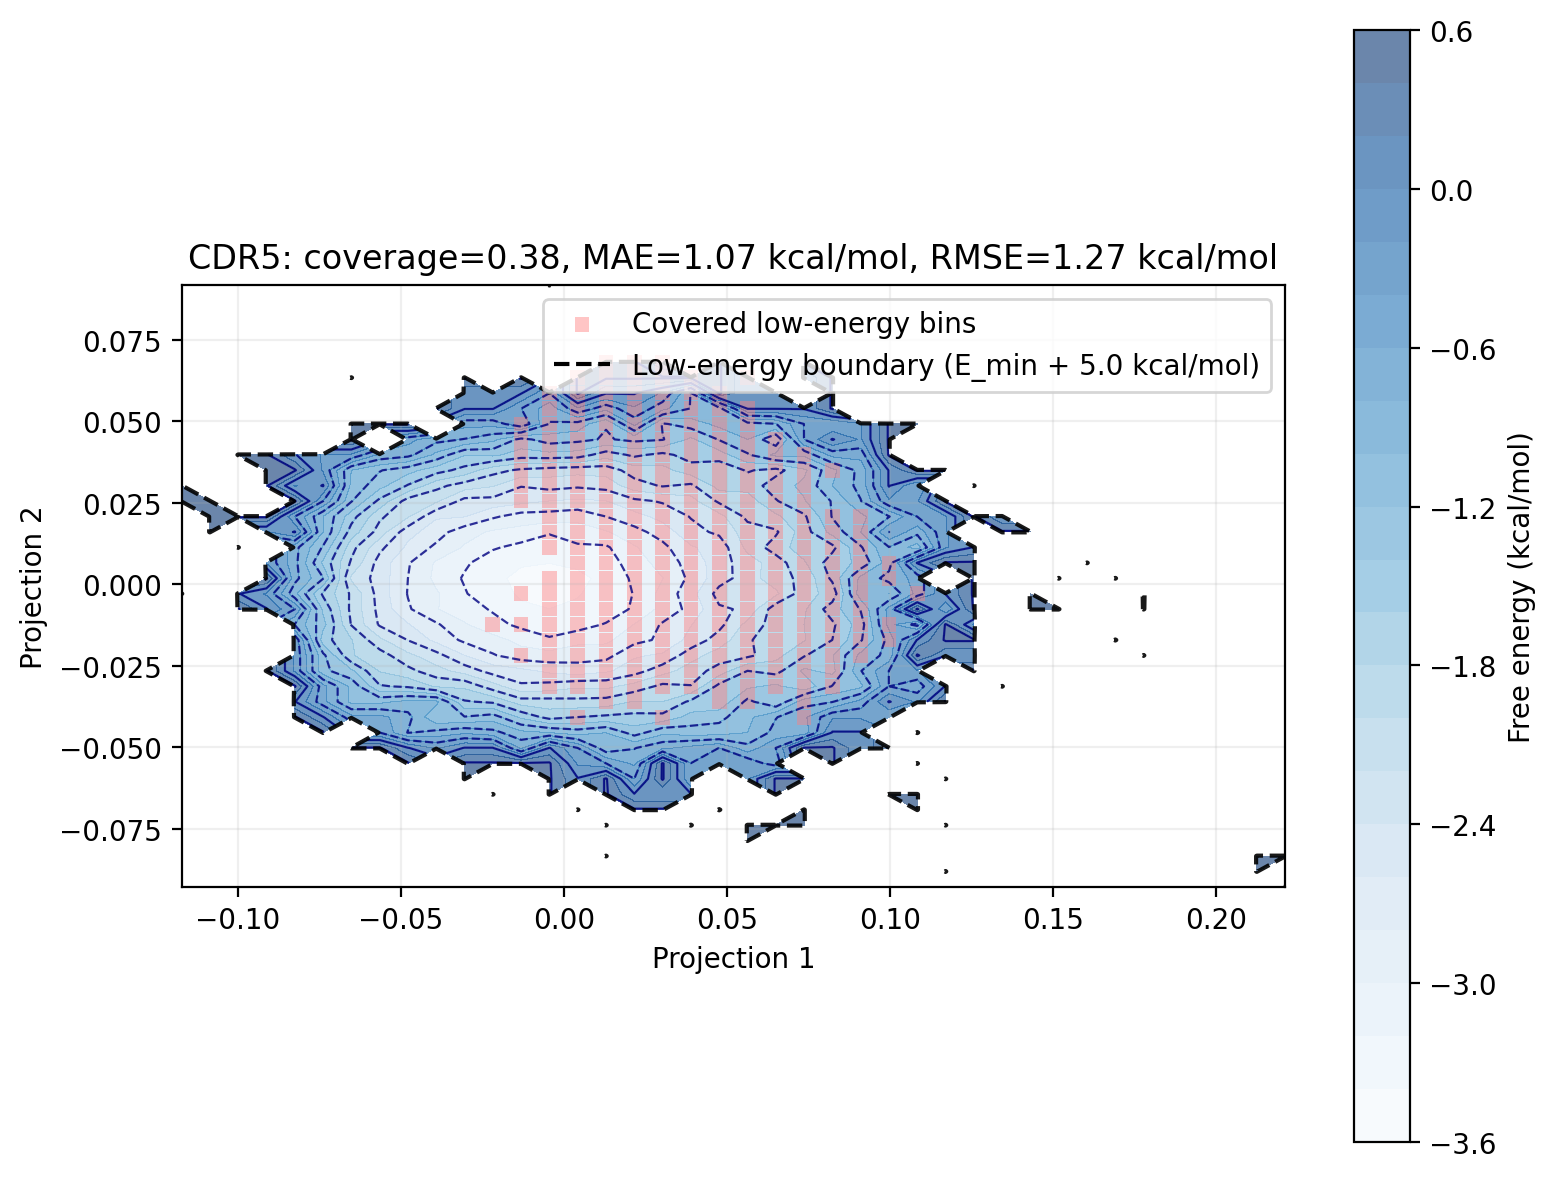 CDR5: coverage=0.38, MAE=1.07 kcal/mol, RMSE=1.27 kcal/mol
Covered low-energy bins
Low-energy boundary (E_min + 5.0 kcal/mol)
0.075
0.050
0.025
0.000
−0.025
−0.050
−0.075
Projection 2
−0.10 −0.05 0.00 0.05 0.10 0.15 0.20
Projection 1
0.6
0.0
−0.6
−1.2
−1.8
−2.4
−3.0
−3.6
Free energy (kcal/mol)